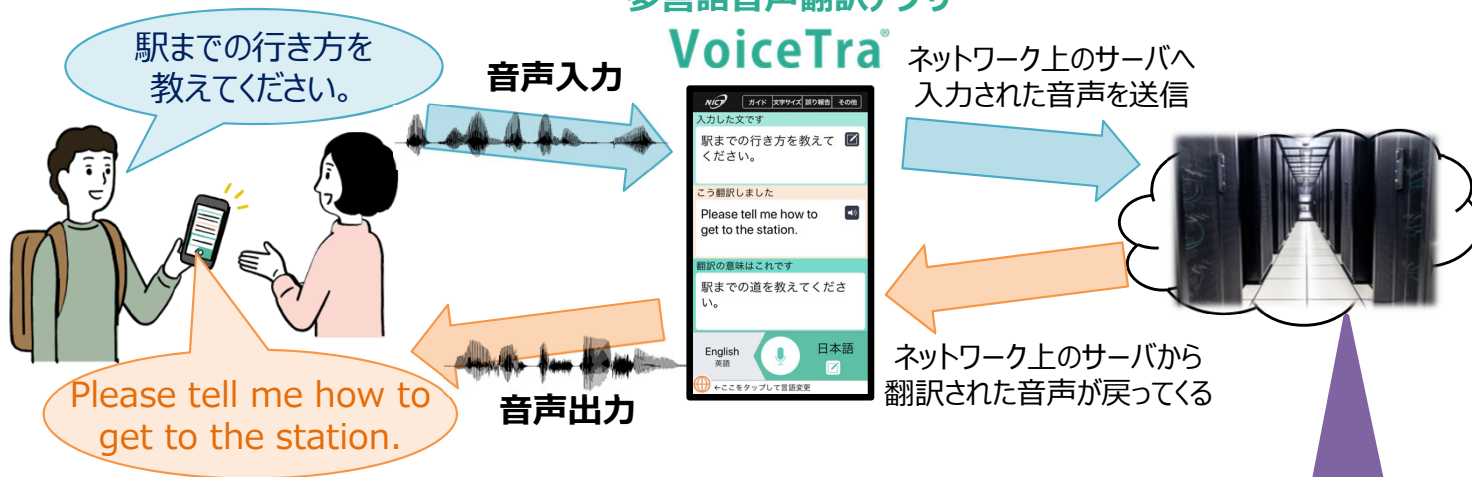 多言語音声翻訳アプリ
VoiceTra®
駅までの行き方を
教えてください。
音声入力
ネットワーク上のサーバへ
入力された音声を送信
NICT
ガイド 文字サイズ 誤り報告 その他
入力した文です
駅までの行き方を教えて
ください。
こう翻訳しました
Please tell me how to
get to the station.
翻訳の意味はこれです
駅までの道を教えてくださ
い。
English
英語
日本語
←ここをタップして言語変更
Please tell me how to
get to the station.
音声出力
ネットワーク上のサーバから
翻訳された音声が戻ってくる